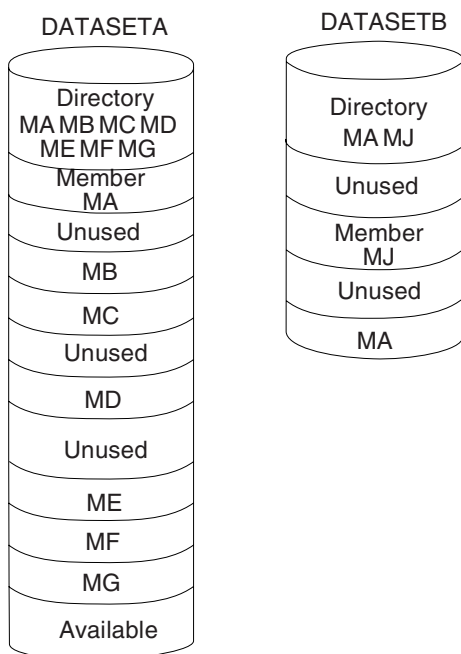 DATASETA
Directory
MA MB MC MD
ME MF MG
Member
MA
Unused
MB
MC
Unused
MD
Unused
ME
MF
MG
Available
DATASETB
Directory
MA MJ
Unused
Member
MJ
Unused
MA